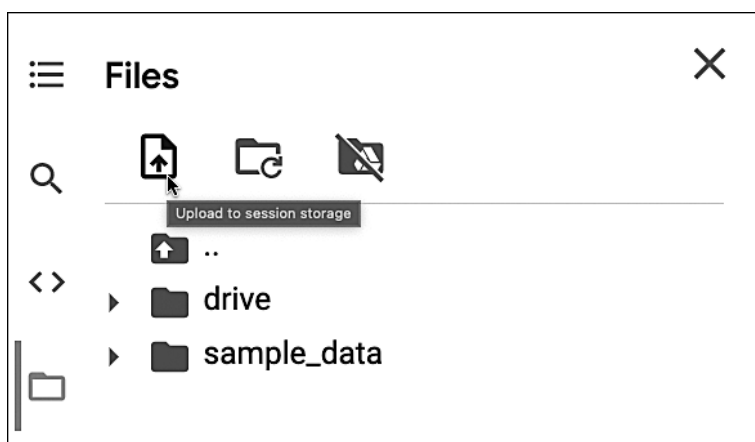 Files
Upload to session storage
..
drive
sample_data